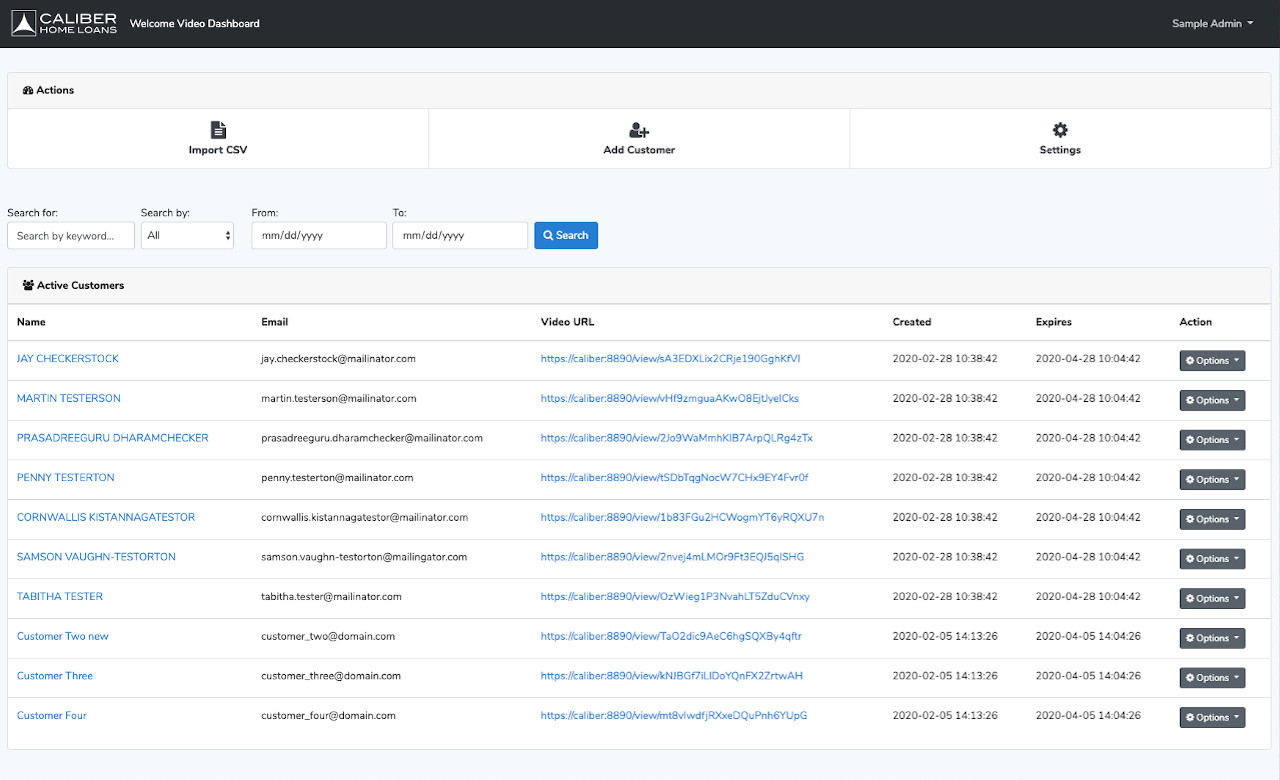 CALIBER HOME LOANS Welcome Video Dashboard Sample Admin
Actions
Import CSV Add Customer Settings
Search for: Search by: From: To:
Search by keyword... All mm/dd/yyyy mm/dd/yyyy Search
Active Customers
Name Email Video URL Created Expires Action
JAY CHECKERSTOCK jay.checkerstock@mailinator.com https://caliber:8890/view/sA3EDXLix2CRje190GghKfVI 2020-02-28 10:38:42 2020-04-28 10:04:42 Options
MARTIN TESTERSON martin.testerson@mailinator.com https://caliber:8890/view/vHf9zmguaAKwO8EjtUyelCks 2020-02-28 10:38:42 2020-04-28 10:04:42 Options
PRASADREEGURU DHARAMCHECKER prasadreeguru.dharamchecker@mailinator.com https://caliber:8890/view/2Jo9WaMmhKIB7ArpQLRg4zTx 2020-02-28 10:38:42 2020-04-28 10:04:42 Options
PENNY TESTERTON penny.testerton@mailinator.com https://caliber:8890/view/tSDbTqgNocW7CHx9EY4Fvr0f 2020-02-28 10:38:42 2020-04-28 10:04:42 Options
CORNWALLIS KISTANNAGATESTOR cornwallis.kistannagatestor@mailinator.com https://caliber:8890/view/1b83FGu2HCWogmYT6yRQXU7n 2020-02-28 10:38:42 2020-04-28 10:04:42 Options
SAMSON VAUGHN-TESTORTON samson.vaughn-testorton@mailingator.com https://caliber:8890/view/2nvej4mLMOr9Ft3EQJ5qlSHG 2020-02-28 10:38:42 2020-04-28 10:04:42 Options
TABITHA TESTER tabitha.tester@mailinator.com https://caliber:8890/view/OzWieg1P3NvahLT5ZduCVnxy 2020-02-28 10:38:42 2020-04-28 10:04:42 Options
Customer Two new customer_two@domain.com https://caliber:8890/view/TaO2dic9AeC6hgSQXBy4qftr 2020-02-05 14:13:26 2020-04-05 14:04:26 Options
Customer Three customer_three@domain.com https://caliber:8890/view/kNJBGf7iLlDoYQnFX2ZrtwAH 2020-02-05 14:13:26 2020-04-05 14:04:26 Options
Customer Four customer_four@domain.com https://caliber:8890/view/mt8vIwdfjRXxeDQuPnh6YUpG 2020-02-05 14:13:26 2020-04-05 14:04:26 Options